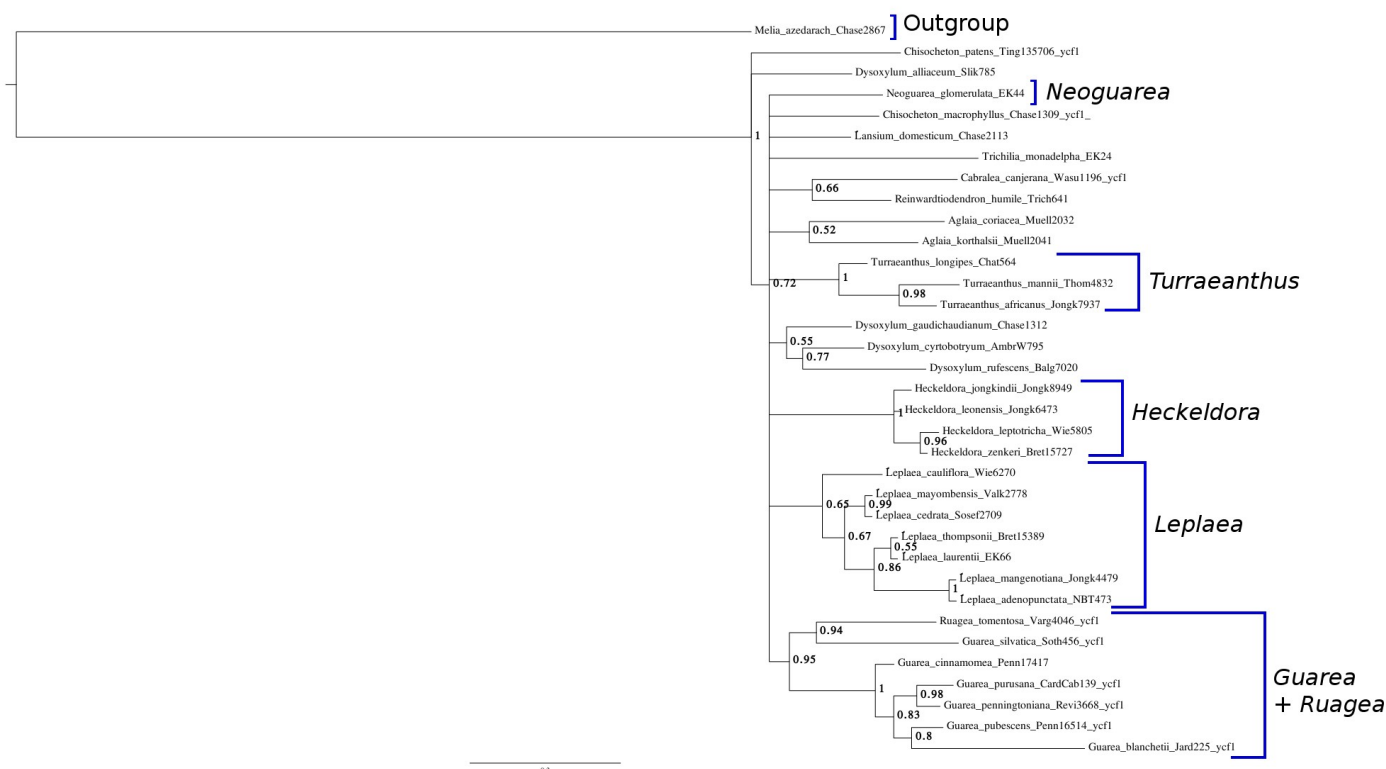 Melia_azedarach_Chase2867
Outgroup
Chisocheton_patens_Ting135706_ycf1
Dysoxylum_alliaceum_Slik785
Neoguarea_glomerulata_EK44
Neoguarea
Chisocheton_macrophyllus_Chase1309_ycf1_
1
Lansium_domesticum_Chase2113
Trichilia_monadelpha_EK24
Cabralea_canjerana_Wasu1196_ycf1
0.66
Reinwardtiodendron_humile_Trich641
Aglaia_coriacea_Muell2032
0.52
Aglaia_korthalsii_Muell2041
Turraeanthus_longipes_Chat564
0.72
1
Turraeanthus_mannii_Thom4832
Turraeanthus
0.98
Turraeanthus_africanus_Jongk7937
Dysoxylum_gaudichaudianum_Chase1312
0.55
Dysoxylum_cyrtobotryum_AmbrW795
0.77
Dysoxylum_rufescens_Balg7020
Heckeldora_jongkindii_Jongk8949
1
Heckeldora_leonensis_Jongk6473
Heckeldora
Heckeldora_leptotricha_Wie5805
0.96
Heckeldora_zenkeri_Bret15727
Leplaea_cauliflora_Wie6270
Leplaea_mayombensis_Valk2778
0.65
0.99
Leplaea_cedrata_Sosef2709
Leplaea
0.67
Leplaea_thompsonii_Bret15389
0.55
Leplaea_laurentii_EK66
0.86
Leplaea_mangenotiana_Jongk4479
1
Leplaea_adenopunctata_NBT473
Ruagea_tomentosa_Varg4046_ycf1
0.94
Guarea_silvatica_Soth456_ycf1
0.95
Guarea_cinnamomea_Penn17417
Guarea
+ Ruagea
1
Guarea_purusana_CardCab139_ycf1
0.98
Guarea_penningtoniana_Revi3668_ycf1
0.83
Guarea_pubescens_Penn16514_ycf1
0.8
Guarea_blanchetii_Jard225_ycf1